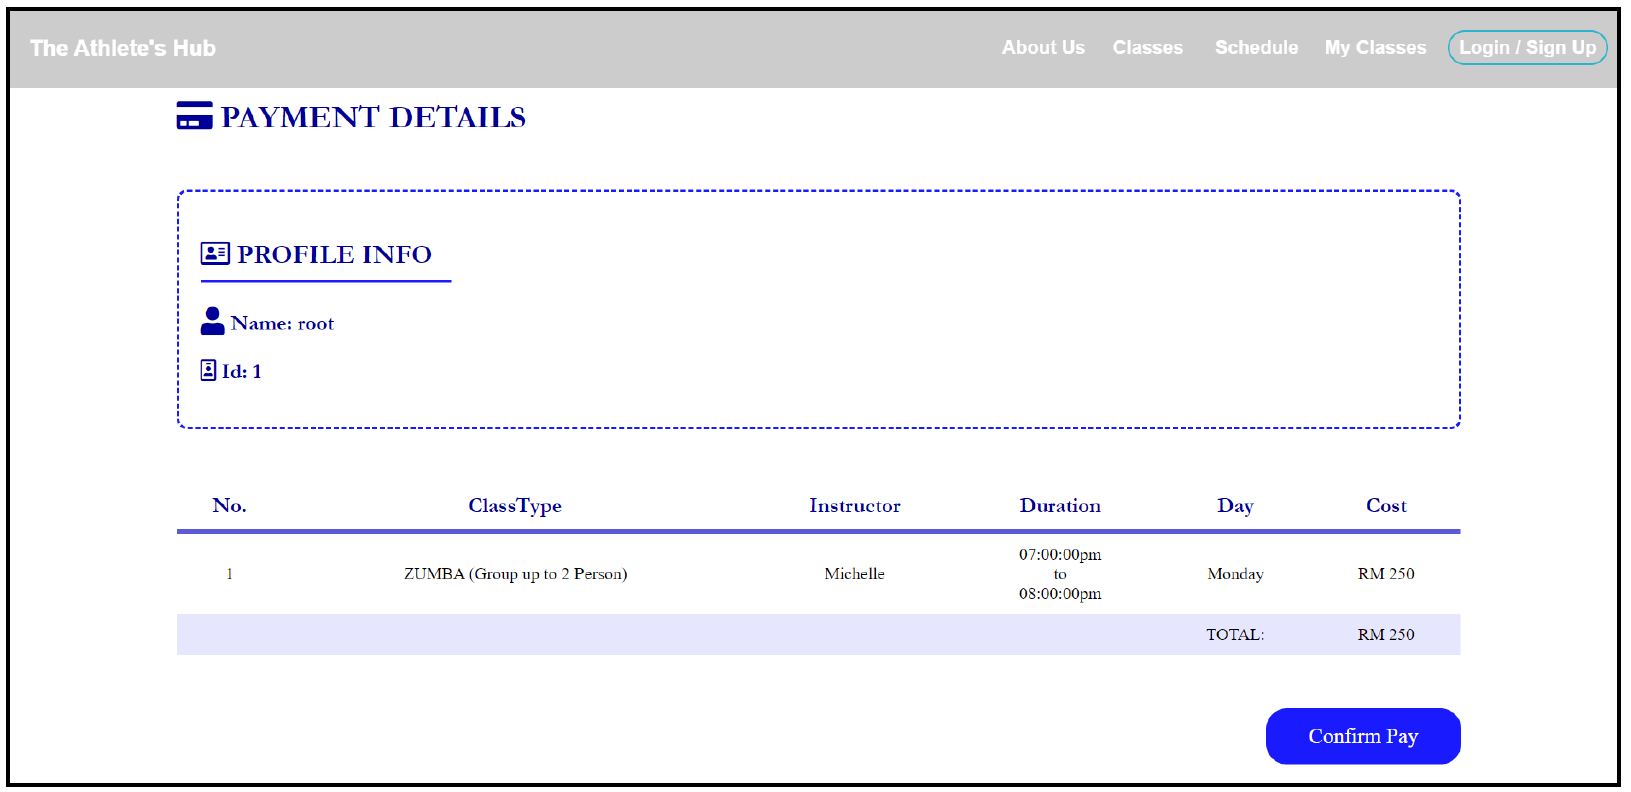 The Athlete's Hub
About Us Classes Schedule My Classes Login / Sign Up
PAYMENT DETAILS
PROFILE INFO
Name: root
Id: 1
No. ClassType Instructor Duration Day Cost
1 ZUMBA (Group up to 2 Person) Michelle 07:00:00pm to 08:00:00pm Monday RM 250
TOTAL: RM 250
Confirm Pay